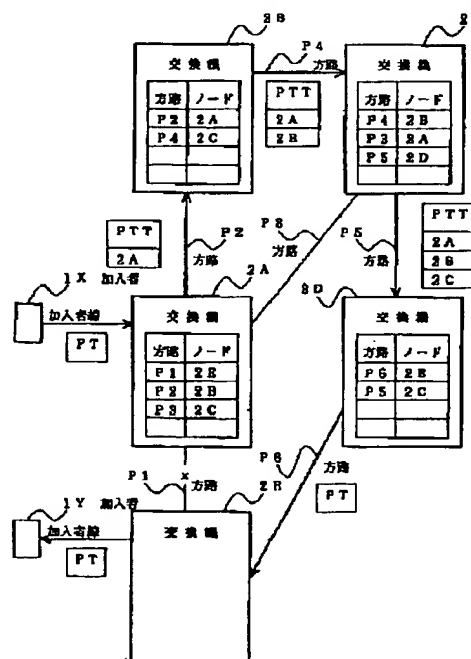 2B
2
P4
方路
交換機
方路 ノード
P2 2A
P4 2C
PTT
2A
2B
交換機
方路 ノード
P4 2B
P3 2A
P5 2D
PTT
2A
P2
方路
P3
方路
P5
方路
PTT
2A
2B
2C
1X 加入者
加入者線
PT
2A
交換機
方路 ノード
P1 2E
P2 2B
P3 2C
2D
交換機
方路 ノード
P6 2E
P5 2C
P1
x
方路
2E
P6
方路
PT
1Y 加入者
加入者線
PT
交換機